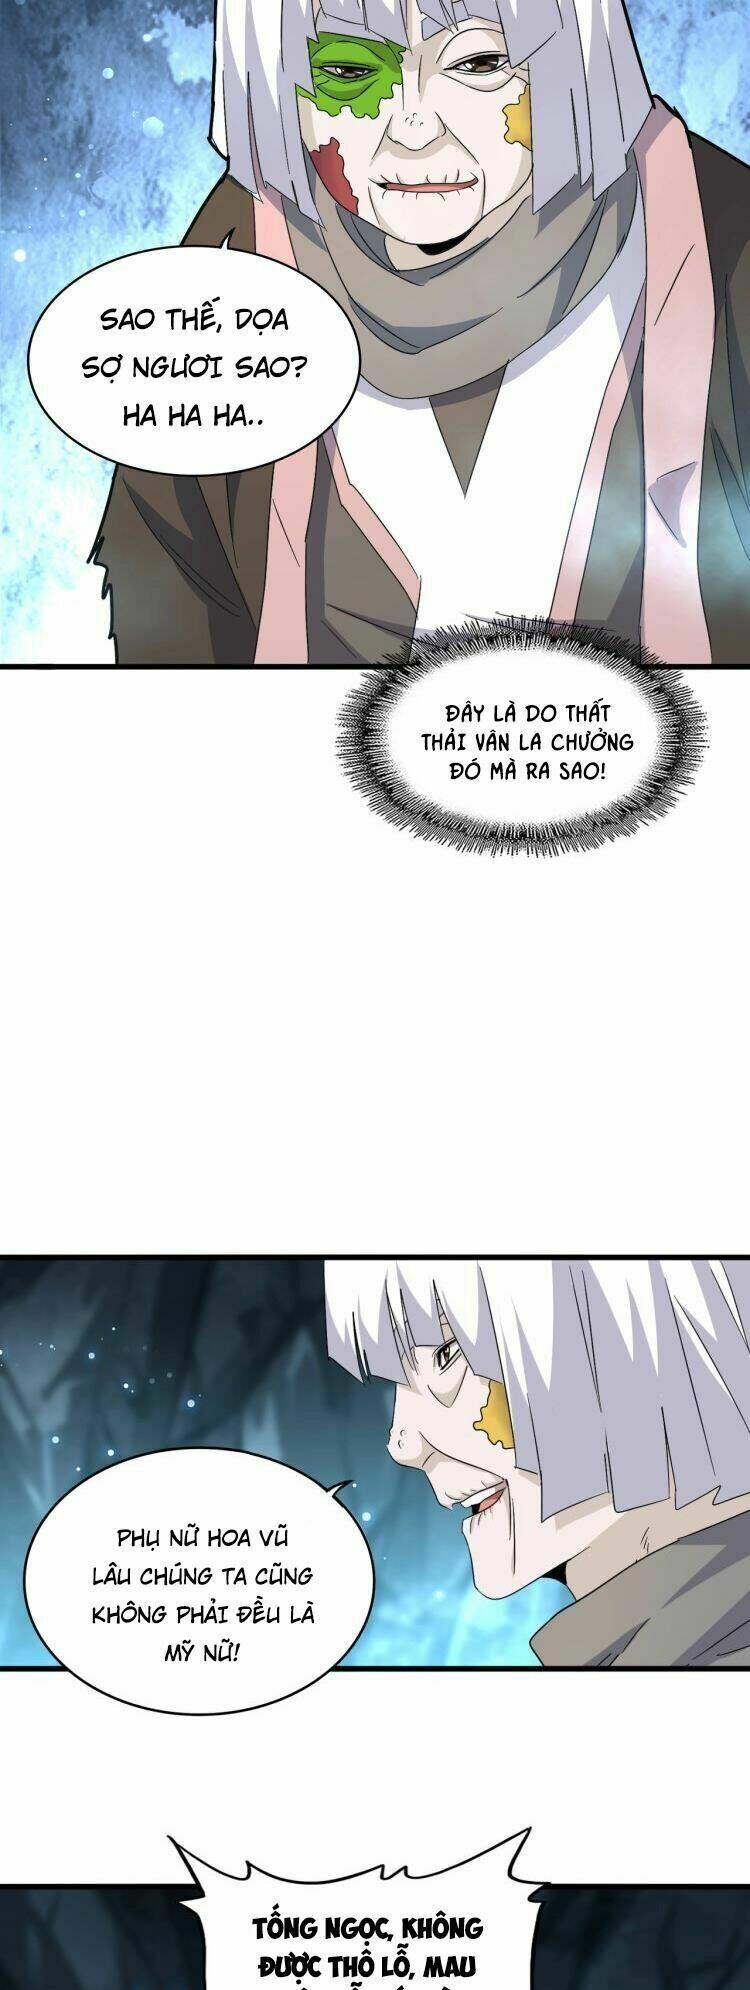 SAO THẾ, DỌA
SỢ NGƯƠI SAO?
HA HA HA..
ĐÂY LÀ DO THẤT
THẢI VÂN LA CHƯỞNG
ĐÓ MÀ RA SAO!
PHỤ NỮ HOA VŨ
LÂU CHÚNG TA CŨNG
KHÔNG PHẢI ĐỀU LÀ
MỸ NỮ!
TỐNG NGỌC, KHÔNG
ĐƯỢC THÔ LỖ, MAU